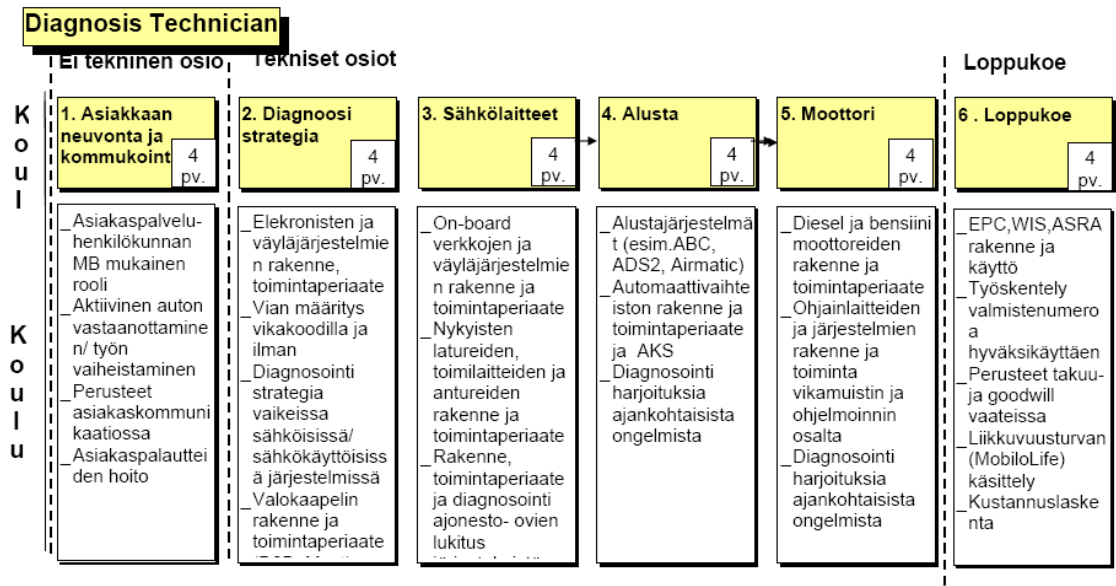 Diagnosis Technician
Ei tekninen osio
Tekniset osiot
Loppukoe
K
o
u
l
K
o
u
l
u
1. Asiakkaan
neuvonta ja
kommukoint
4
pv.
2. Diagnoosi
strategia
4
pv.
3. Sähkölaitteet
4
pv.
4. Alusta
4
pv.
5. Moottori
4
pv.
6 . Loppukoe
4
pv.
_Asiakaspalvelu-
henkilökunnan
MB mukainen
rooli
_Aktiivinen auton
vastaanottamine
n/ työn
vaiheistaminen
_Perusteet
asiakaskommuni
kaatiossa
_Asiakaspalauttei
den hoito
_Elekronisten ja
väyläjärjestelmie
n rakenne,
toimintaperiaate
_Vian määritys
vikakoodilla ja
ilman
_Diagnosointi
strategia
vaikeissa
sähköisissä/
sähkökäyttöisiss
ä järjestelmissä
_Valokaapelin
rakenne ja
toimintaperiaate
_On-board
verkkojen ja
väyläjärjestelmie
n rakenne ja
toimintaperiaate
_Nykyisten
latureiden,
toimilaitteiden ja
antureiden
rakenne ja
toimintaperiaate
_Rakenne,
toimintaperiaate
ja diagnosointi
ajonesto- ovien
lukitus
_Alustajärjestelmä
t (esim.ABC,
ADS2, Airmatic)
_Automaattivaihte
iston rakenne ja
toimintaperiaate
ja AKS
_Diagnosointi
harjoituksia
ajankohtaisista
ongelmista
_Diesel ja bensiini
moottoreiden
rakenne ja
toimintaperiaate
_Ohjainlaitteiden
ja järjestelmien
rakenne ja
toiminta
vikamuistin ja
ohjelmoinnin
osalta
_Diagnosointi
harjoituksia
ajankohtaisista
ongelmista
_EPC,WIS,ASRA
rakenne ja
käyttö
_Työskentely
valmistenumero
a
hyväksikäyttäen
_Perusteet takuu-
ja goodwill
vaateissa
_Liikkuvuusturvan
(MobiloLife)
käsittely
_Kustannuslaske
nta